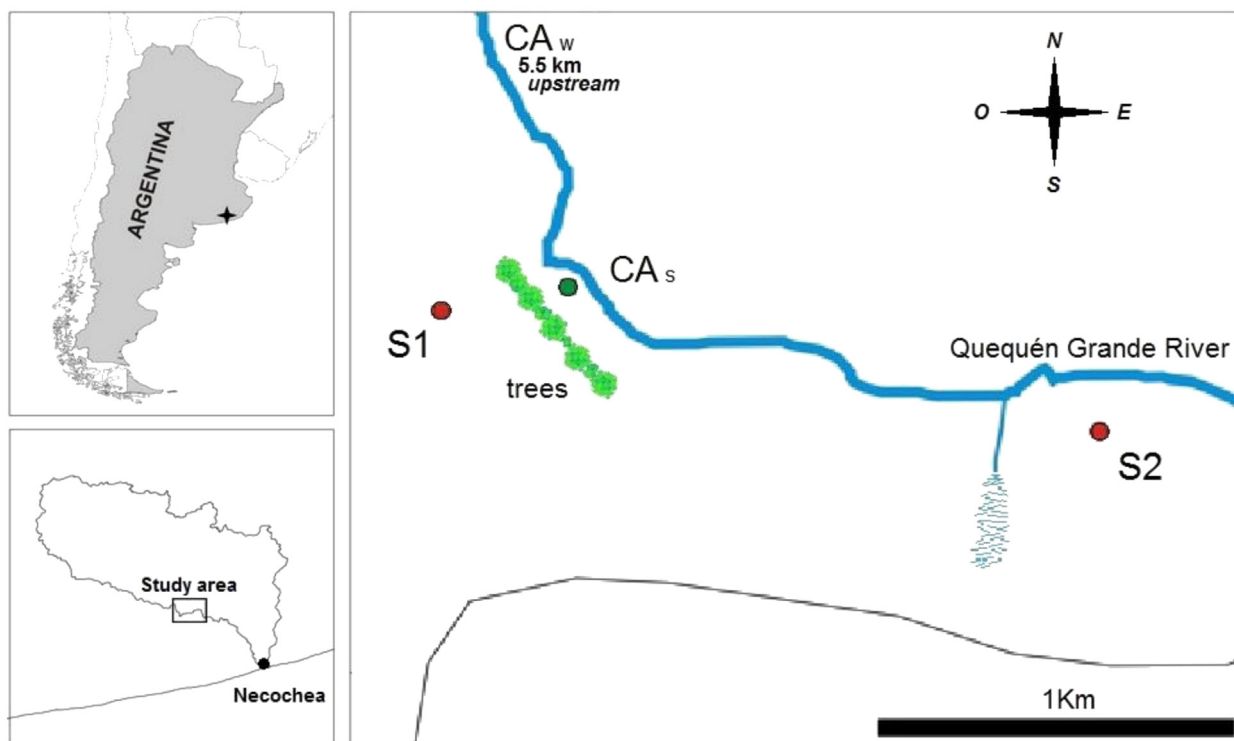 ARGENTINA
Study area
Necochea
CA w
5.5 km
upstream
N
O
E
S
CA s
S1
trees
Quequén Grande River
S2
1Km